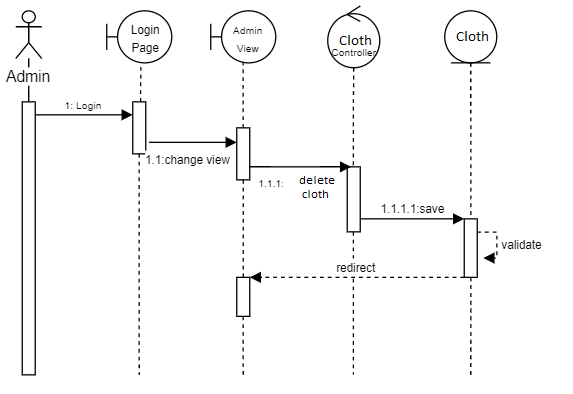 Admin
Login
Page
Admin
View
Cloth
Controller
Cloth
1: Login
1.1:change view
1.1.1:
delete
cloth
1.1.1.1:save
validate
redirect